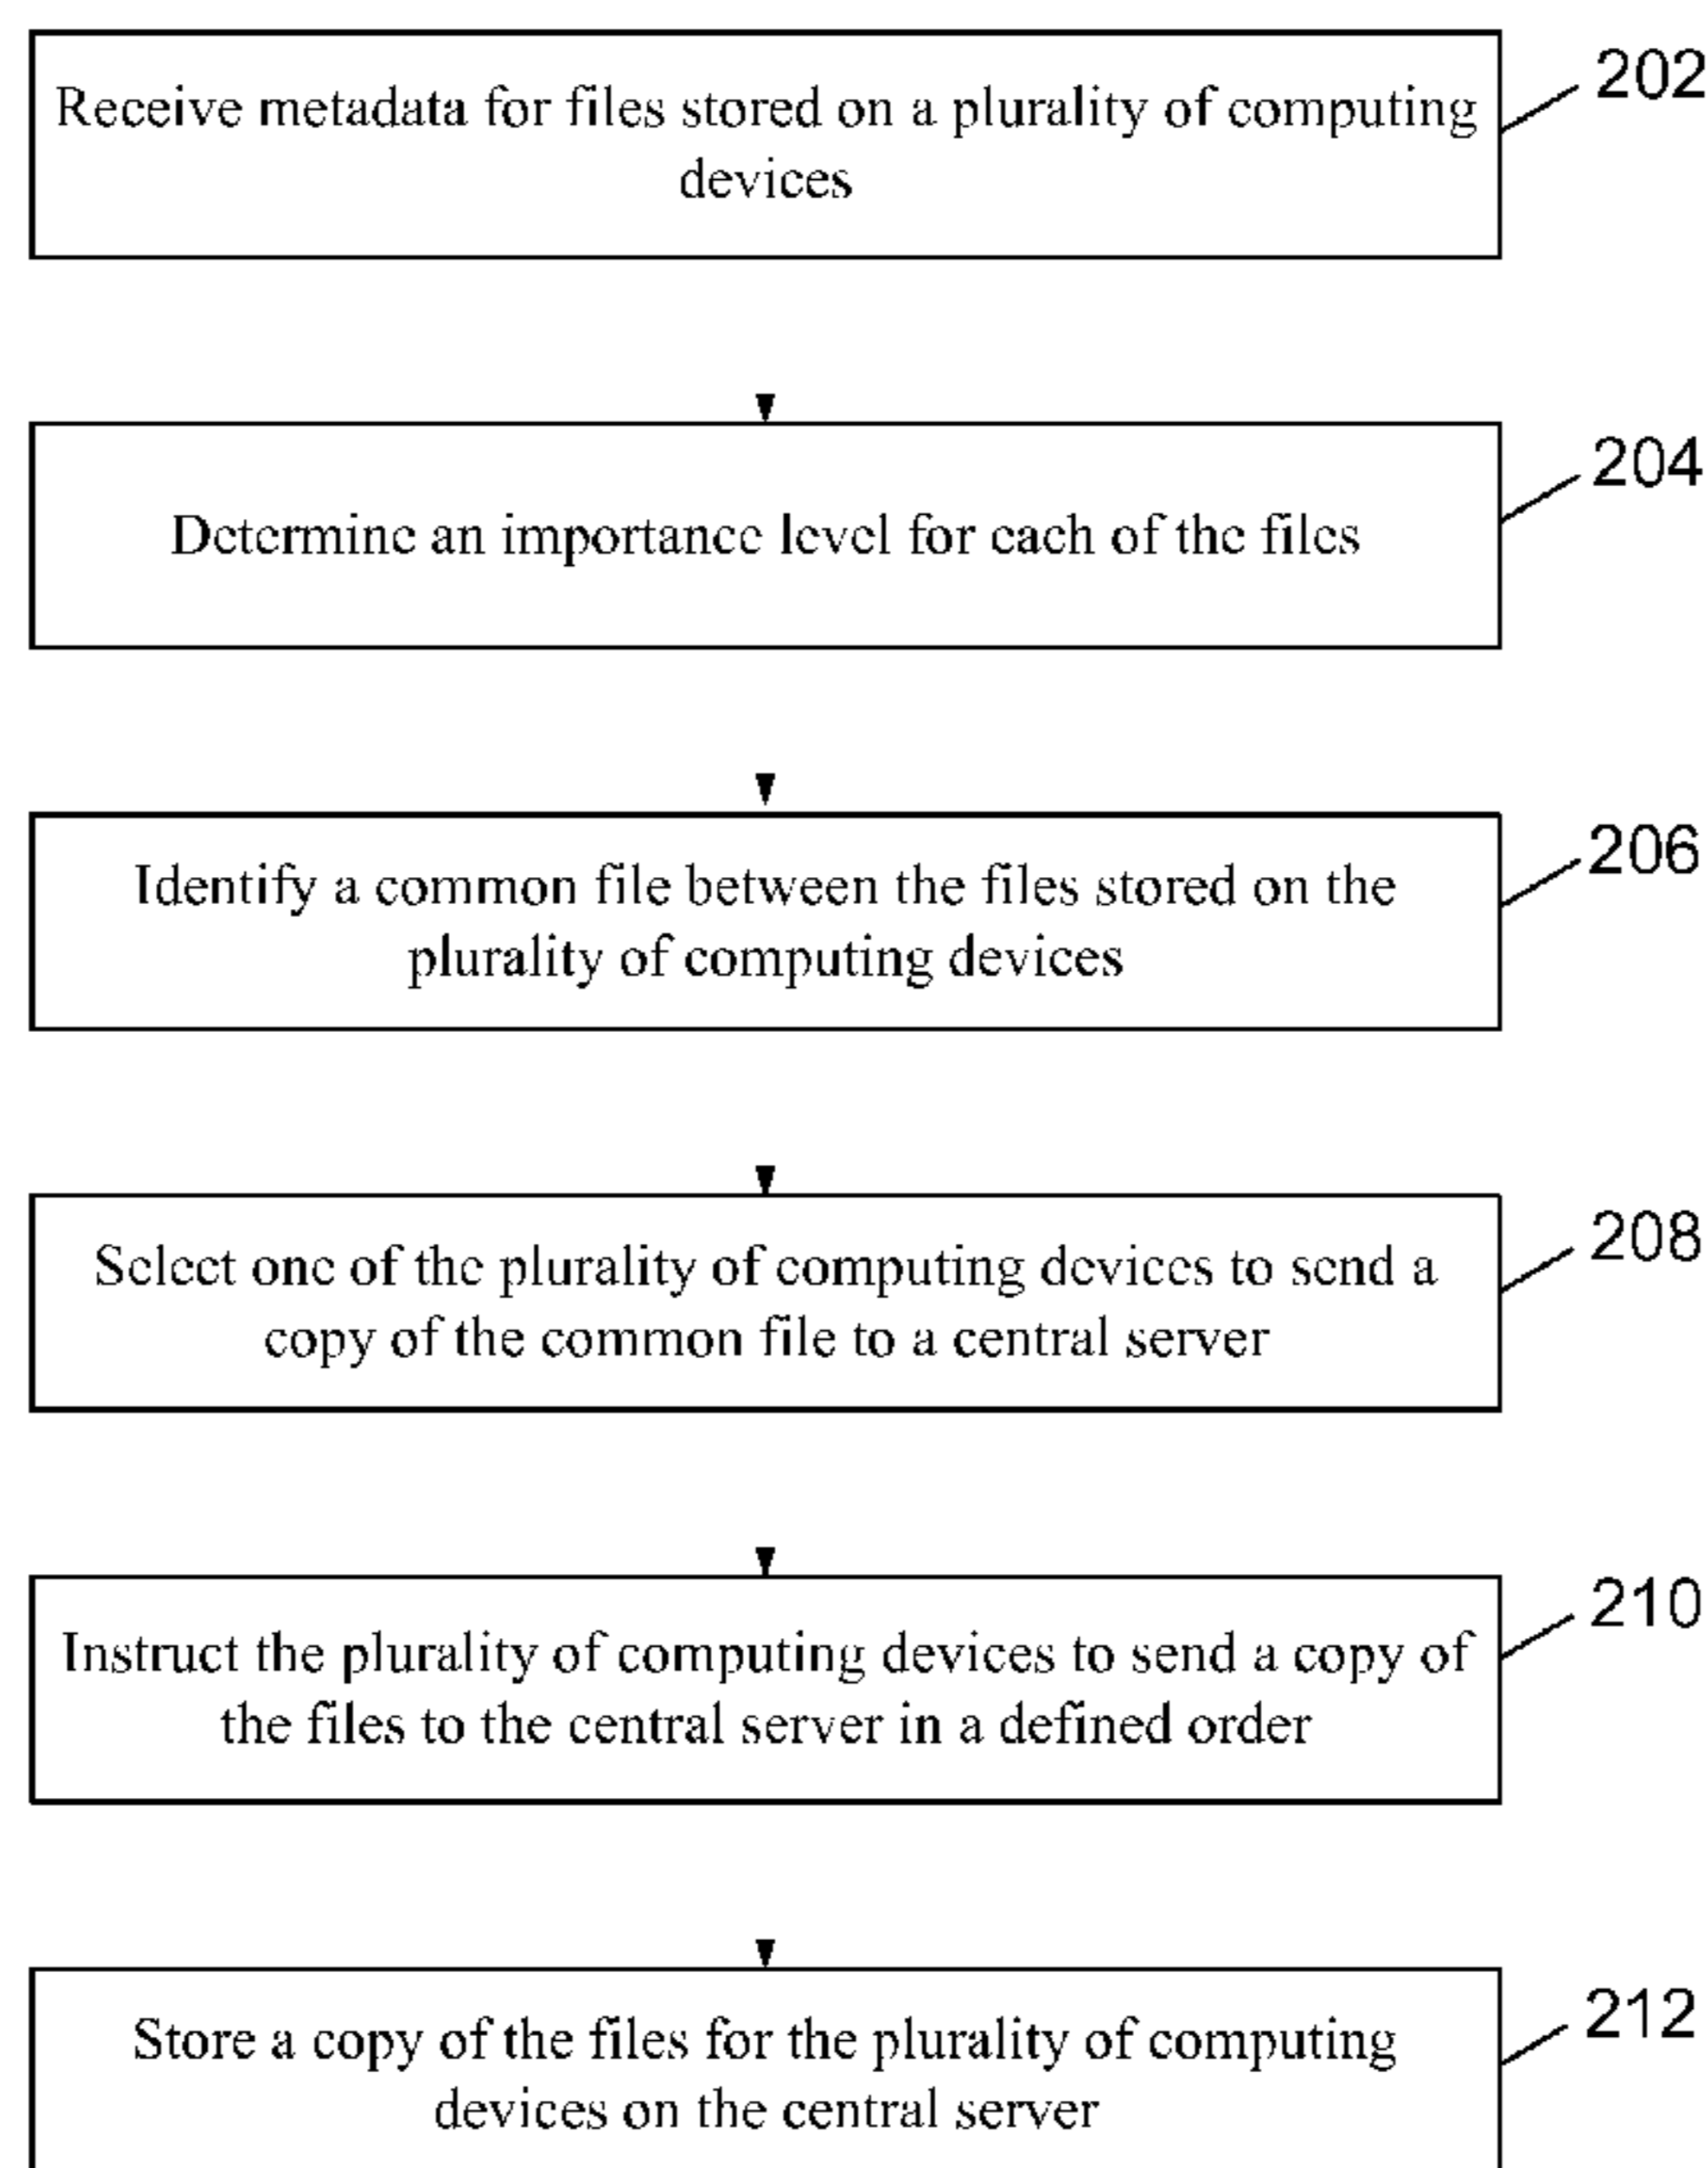 Receive metadata for files stored on a plurality of computing
devices
202
Determine an importance level for each of the files
204
Identify a common file between the files stored on the
plurality of computing devices
206
Select one of the plurality of computing devices to send a
copy of the common file to a central server
208
Instruct the plurality of computing devices to send a copy of
the files to the central server in a defined order
210
Store a copy of the files for the plurality of computing
devices on the central server
212